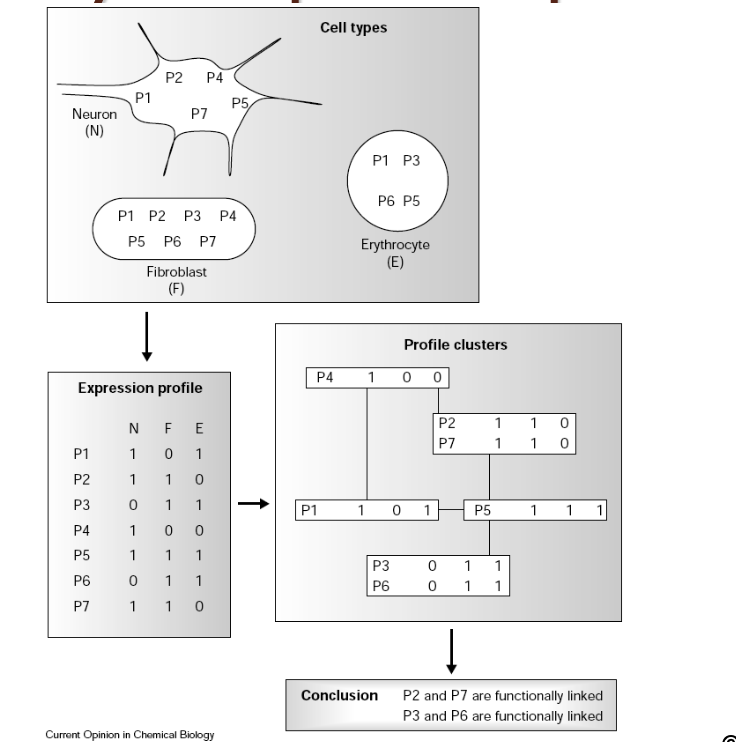 Cell types
P2 P4
P1
P5
P7
Neuron
(N)
P1 P3
P6 P5
Erythrocyte
(E)
P1 P2 P3 P4
P5 P6 P7
Fibroblast
(F)
Expression profile
N F E
P1 1 0 1
P2 1 1 0
P3 0 1 1
P4 1 0 0
P5 1 1 1
P6 0 1 1
P7 1 1 0
Profile clusters
P4 1 0 0
P2 1 1 0
P7 1 1 0
P1 1 0 1
P5 1 1 1
P3 0 1 1
P6 0 1 1
Conclusion P2 and P7 are functionally linked
P3 and P6 are functionally linked
Current Opinion in Chemical Biology